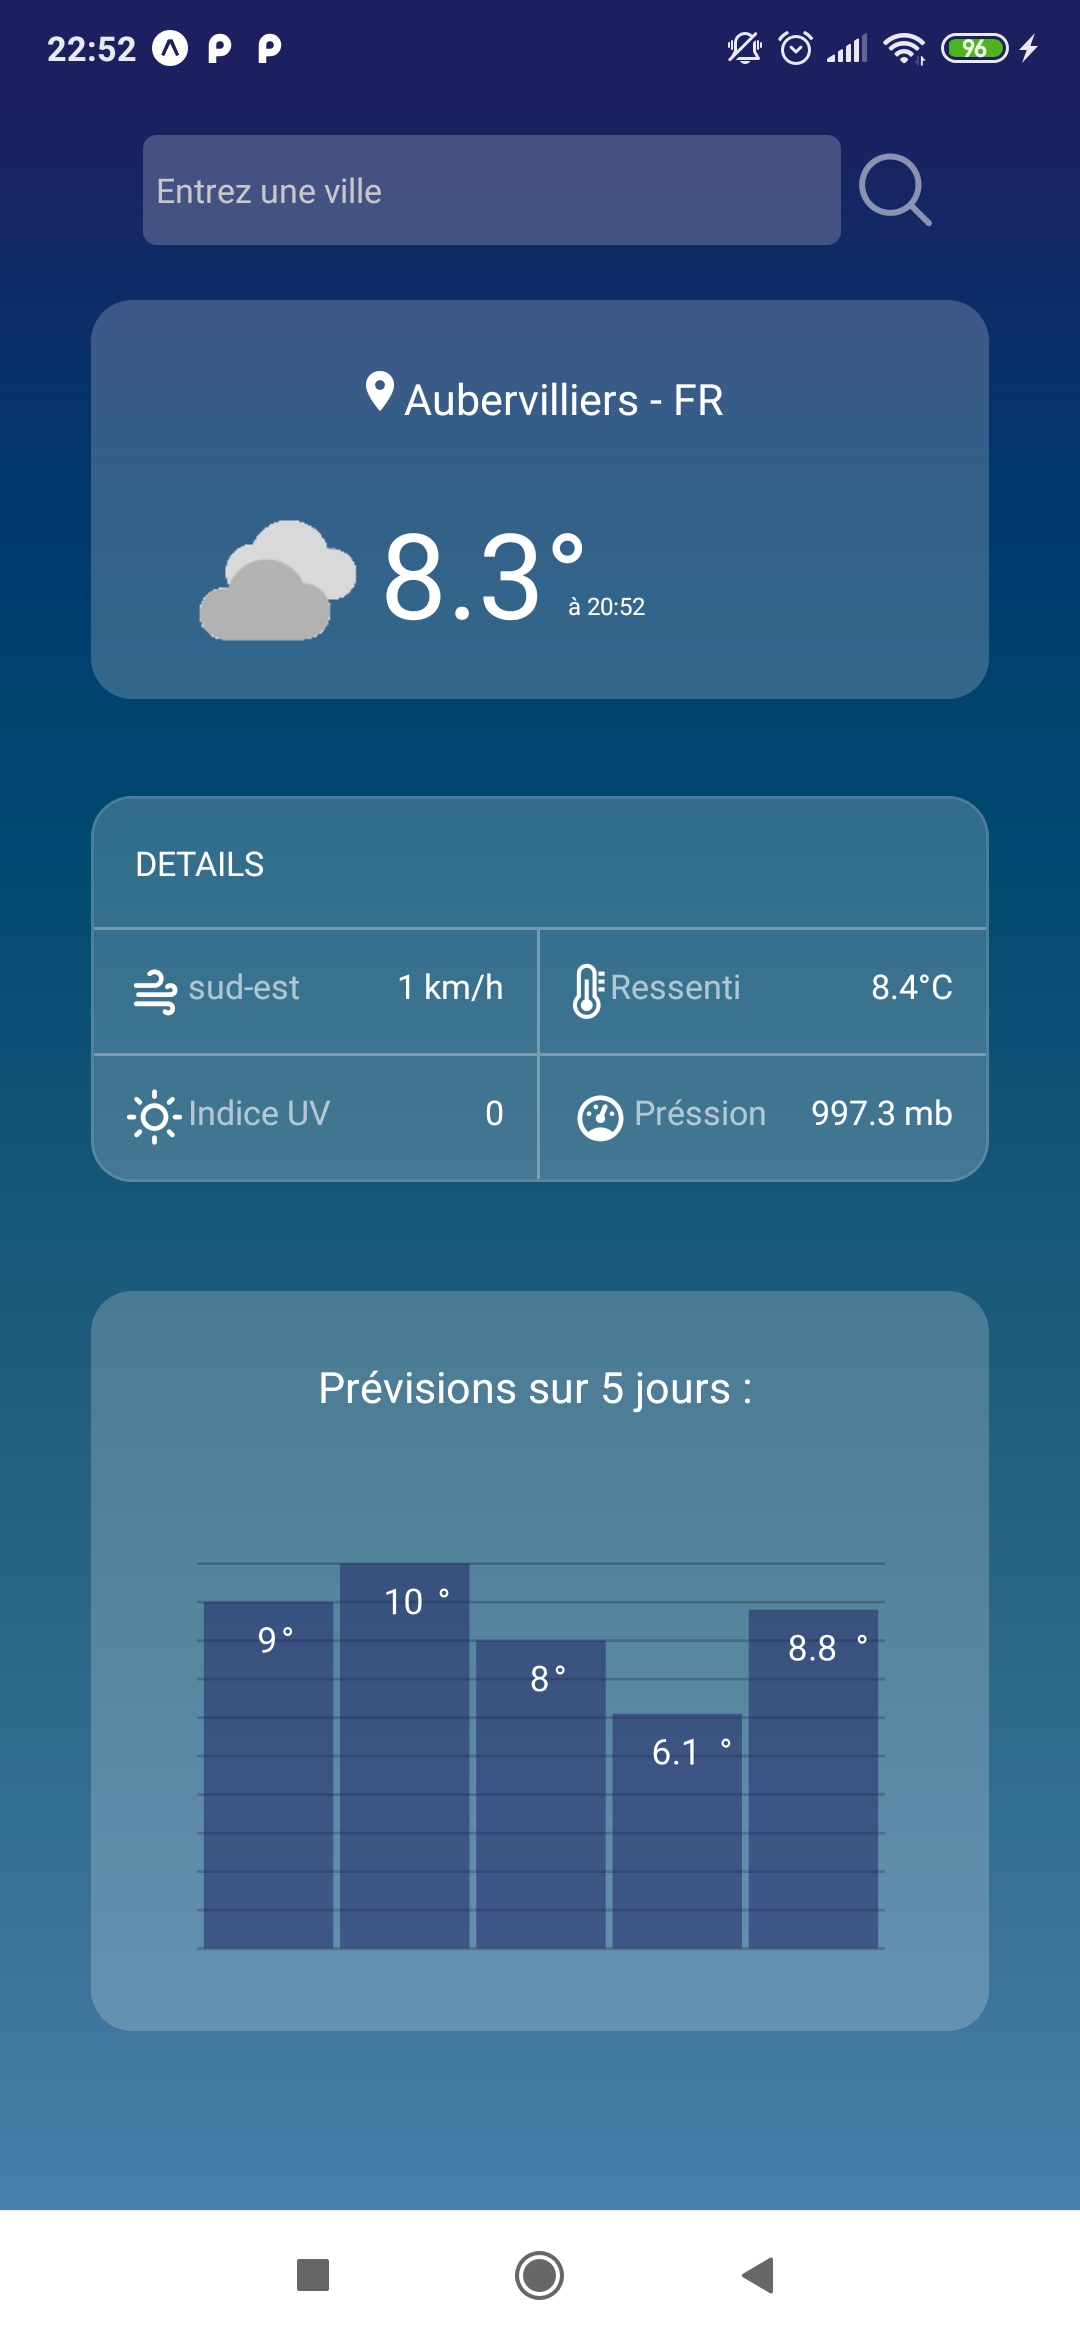 22:52 96
Entrez une ville
Aubervilliers - FR
8.3°
à 20:52
DETAILS
sud-est 1 km/h Ressenti 8.4°C
Indice UV 0 Préssion 997.3 mb
Prévisions sur 5 jours :
9° 10 ° 8° 6.1 ° 8.8 °